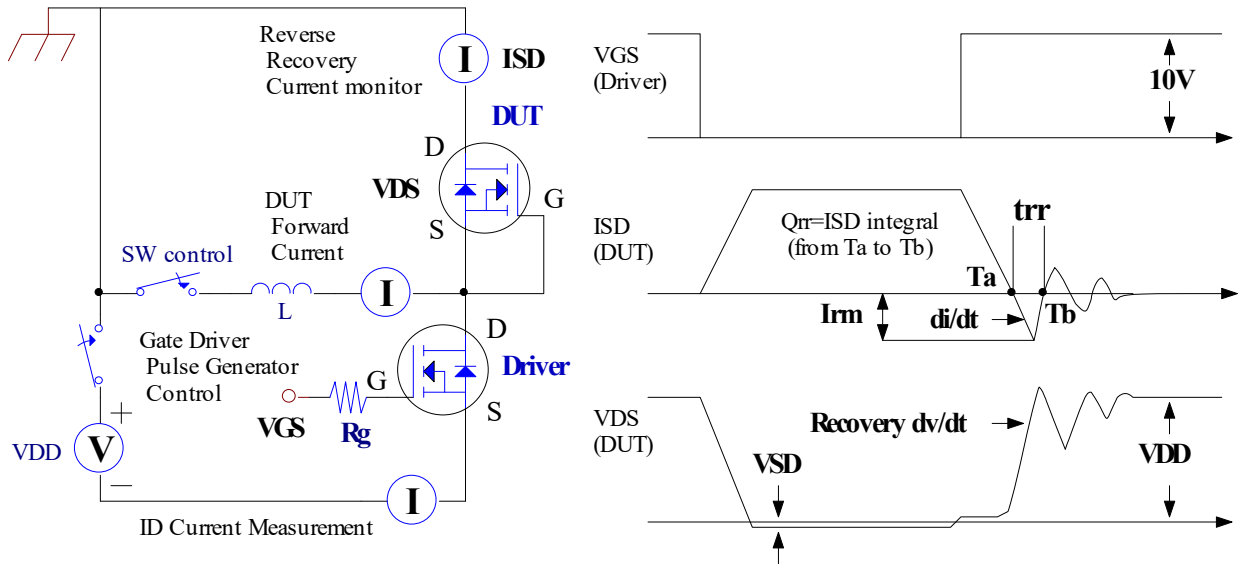 Reverse
Recovery
Current monitor
I
ISD
DUT
D
VDS
G
S
DUT
Forward
Current
SW control
L
I
Gate Driver
Pulse Generator
Control
D
Driver
G
S
VGS
Rg
+
VDD
V
−
I
ID Current Measurement
VGS
(Driver)
10V
ISD
(DUT)
Qrr=ISD integral
(from Ta to Tb)
trr
Ta
Irm
di/dt
Tb
VDS
(DUT)
Recovery dv/dt
VSD
VDD